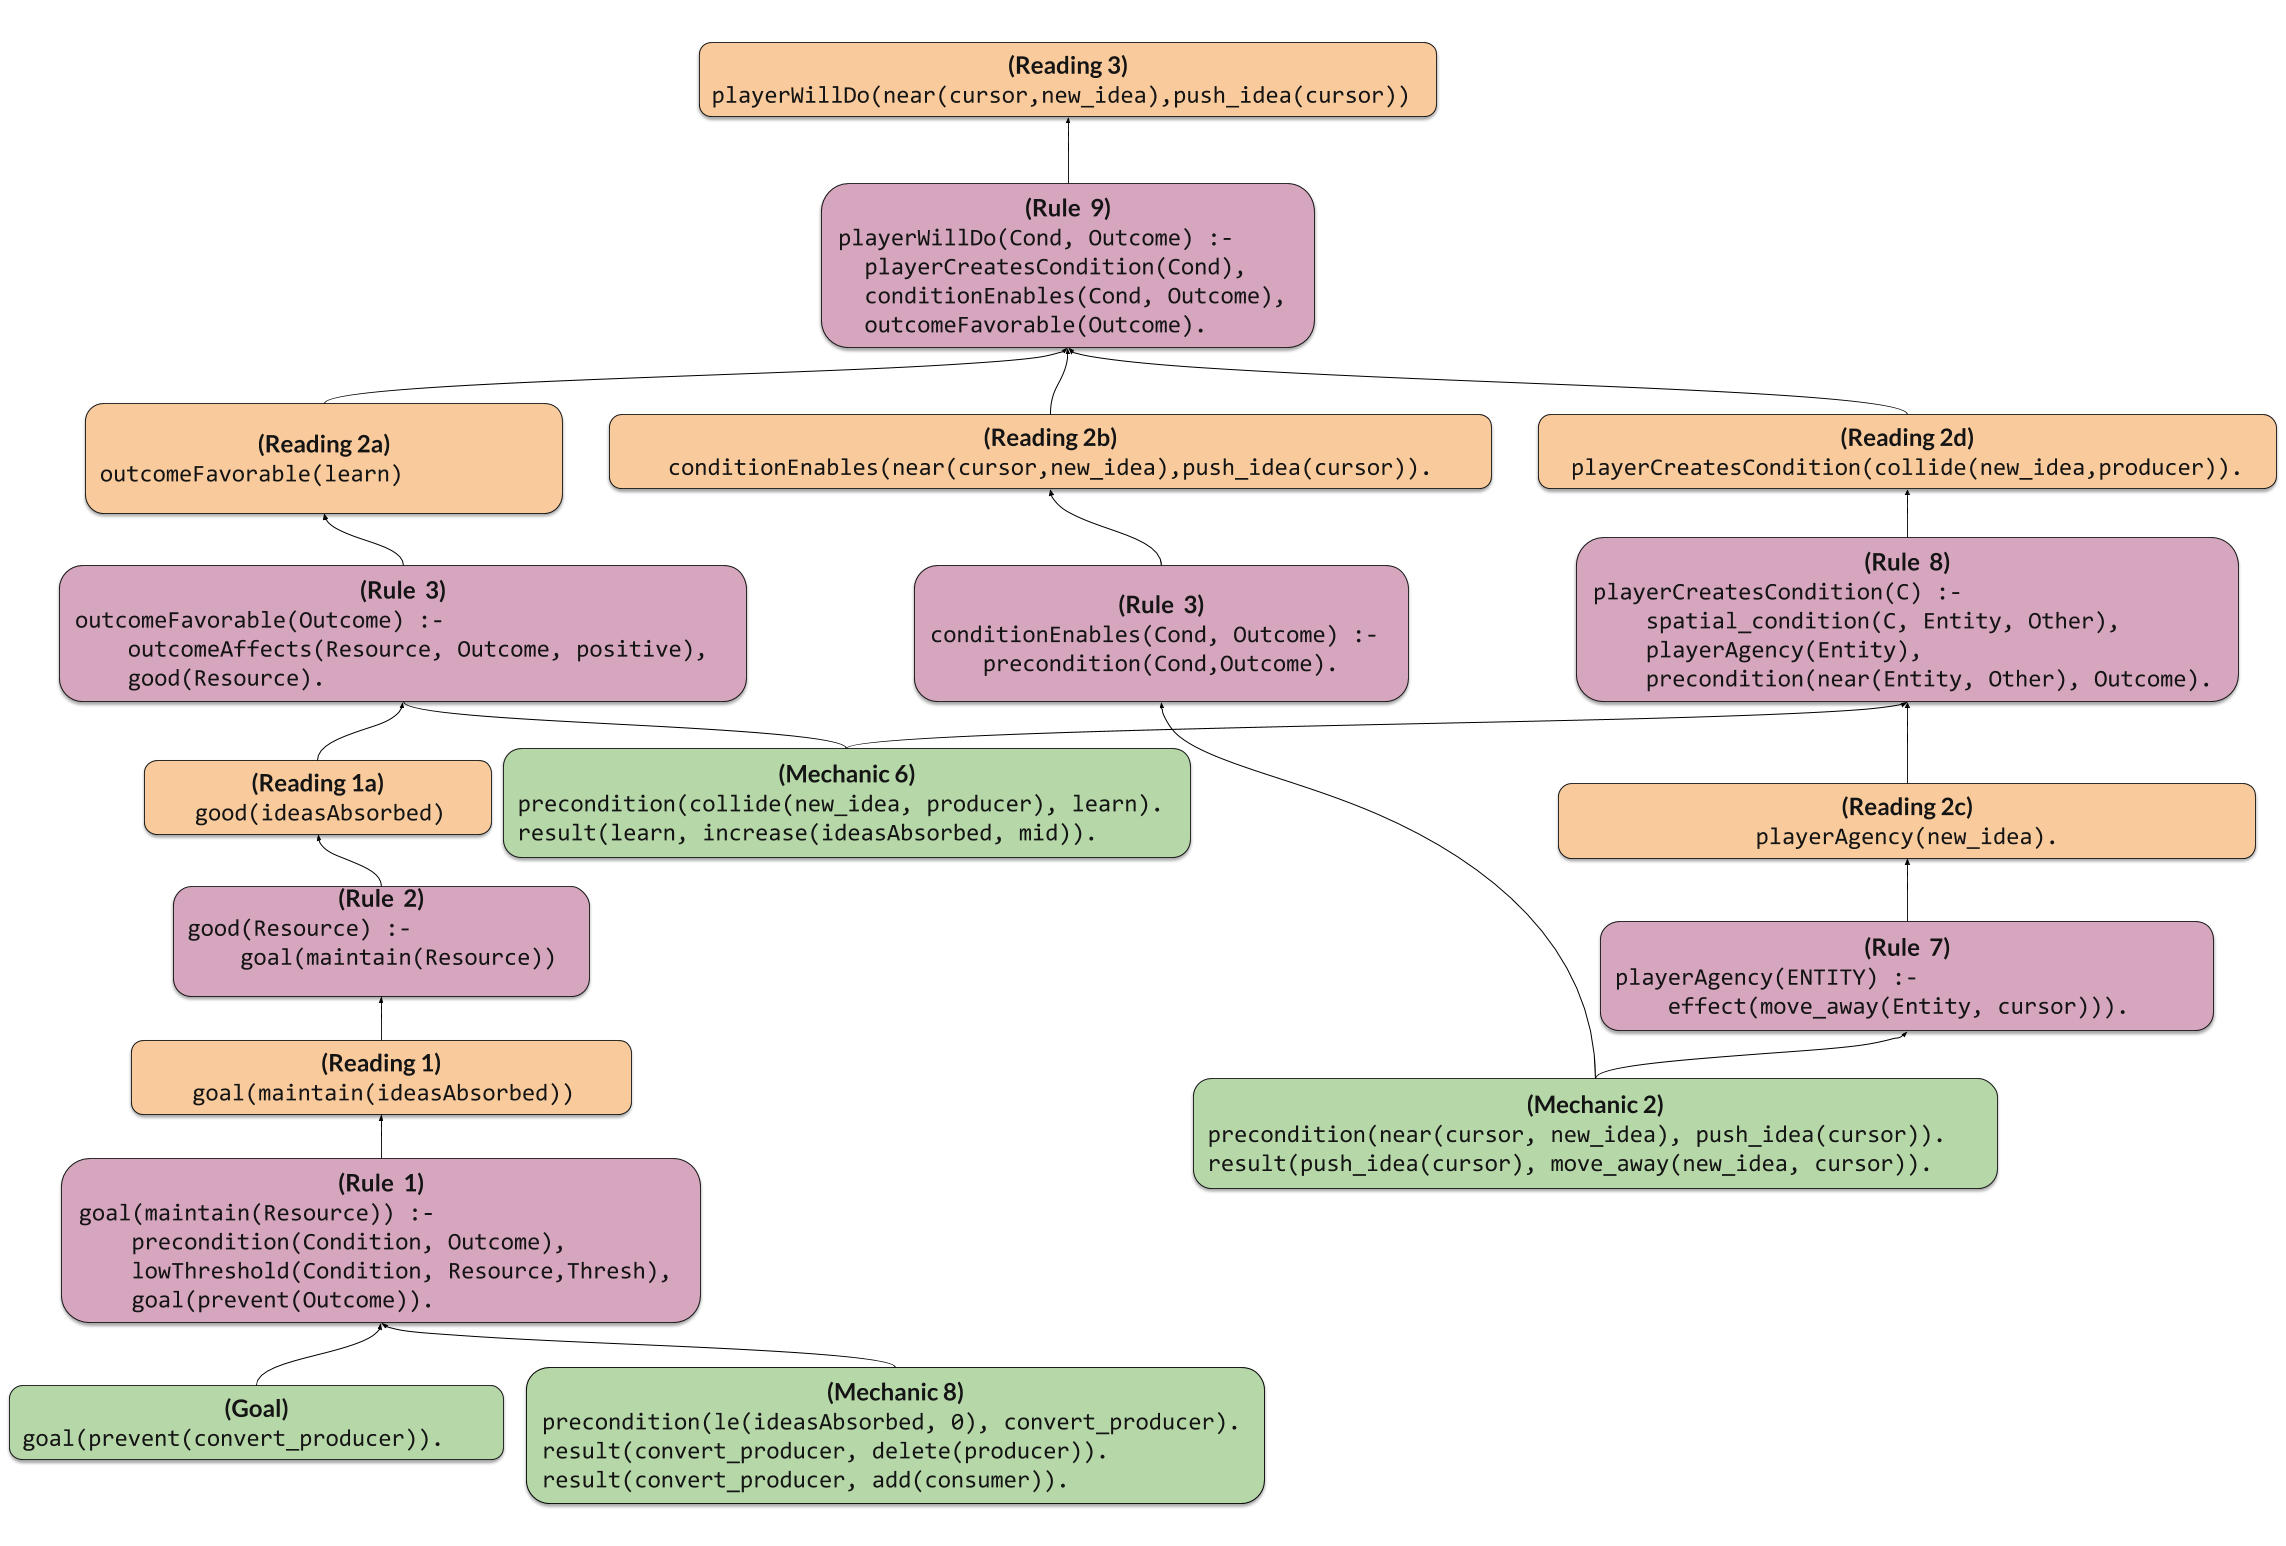 (Reading 3)
playerWillDo(near(cursor,new_idea),push_idea(cursor))
(Rule 9)
playerWillDo(Cond, Outcome) :-
playerCreatesCondition(Cond),
conditionEnables(Cond, Outcome),
outcomeFavorable(Outcome).
(Reading 2a)
outcomeFavorable(learn)
(Reading 2b)
conditionEnables(near(cursor,new_idea),push_idea(cursor)).
(Reading 2d)
playerCreatesCondition(collide(new_idea,producer)).
(Rule 3)
outcomeFavorable(Outcome) :-
outcomeAffects(Resource, Outcome, positive),
good(Resource).
(Rule 3)
conditionEnables(Cond, Outcome) :-
precondition(Cond,Outcome).
(Rule 8)
playerCreatesCondition(C) :-
spatial_condition(C, Entity, Other),
playerAgency(Entity),
precondition(near(Entity, Other), Outcome).
(Reading 1a)
good(ideasAbsorbed)
(Mechanic 6)
precondition(collide(new_idea, producer), learn).
result(learn, increase(ideasAbsorbed, mid)).
(Reading 2c)
playerAgency(new_idea).
(Rule 2)
good(Resource) :-
goal(maintain(Resource))
(Rule 7)
playerAgency(ENTITY) :-
effect(move_away(Entity, cursor))).
(Reading 1)
goal(maintain(ideasAbsorbed))
(Mechanic 2)
precondition(near(cursor, new_idea), push_idea(cursor)).
result(push_idea(cursor), move_away(new_idea, cursor)).
(Rule 1)
goal(maintain(Resource)) :-
precondition(Condition, Outcome),
lowThreshold(Condition, Resource,Thresh),
goal(prevent(Outcome)).
(Goal)
goal(prevent(convert_producer)).
(Mechanic 8)
precondition(le(ideasAbsorbed, 0), convert_producer).
result(convert_producer, delete(producer)).
result(convert_producer, add(consumer)).